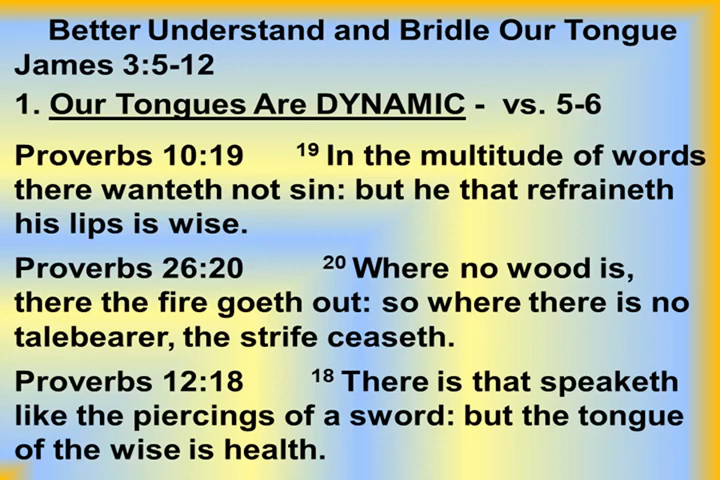 Better Understand and Bridle Our Tongue
James 3:5-12
1. Our Tongues Are DYNAMIC - vs. 5-6
Proverbs 10:19 19 In the multitude of words
there wanteth not sin: but he that refraineth
his lips is wise.
Proverbs 26:20 20 Where no wood is,
there the fire goeth out: so where there is no
talebearer, the strife ceaseth.
Proverbs 12:18 18 There is that speaketh
like the piercings of a sword: but the tongue
of the wise is health.